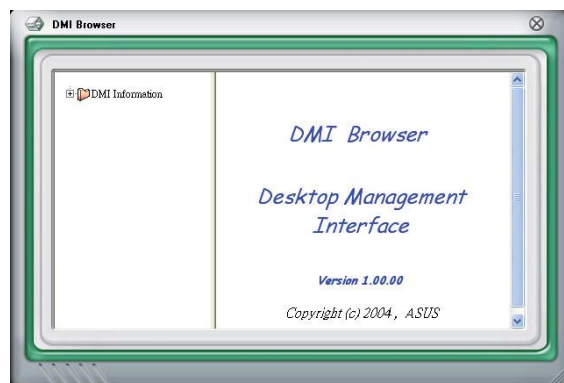 DMI Browser
DMI Information
DMI Browser
Desktop Management
Interface
Version 1.00.00
Copyright (c) 2004, ASUS